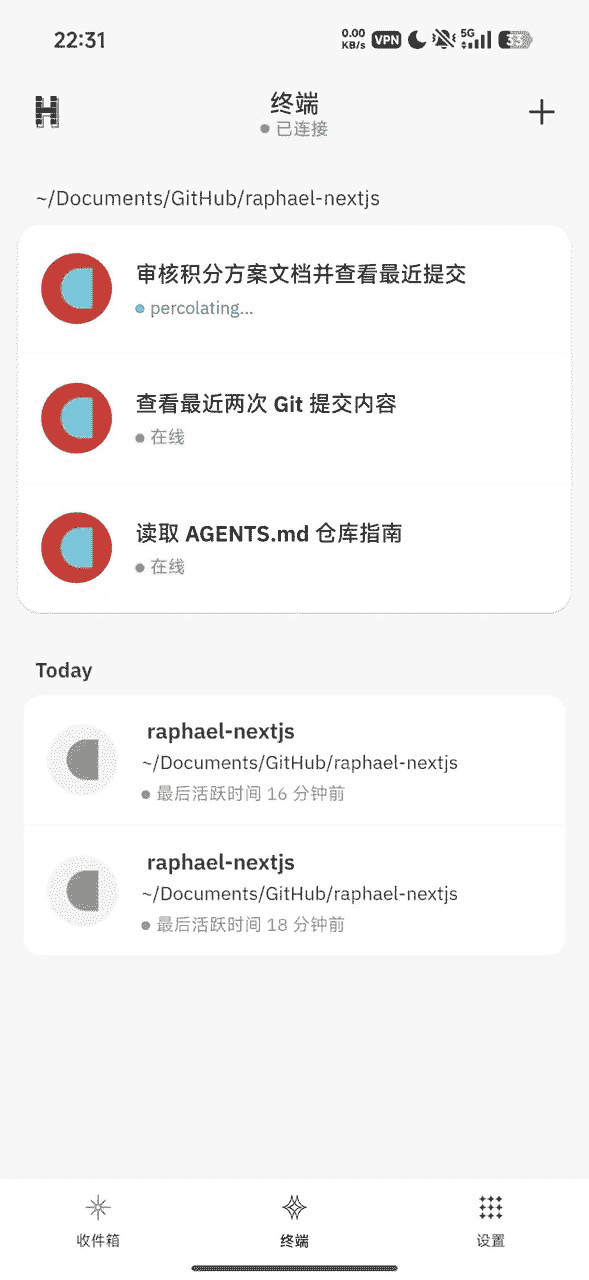 22:31
0.00 KB/s VPN 5G 33
终端
已连接
~/Documents/GitHub/raphael-nextjs
审核积分方案文档并查看最近提交
percolating...
查看最近两次 Git 提交内容
在线
读取 AGENTS.md 仓库指南
在线
Today
raphael-nextjs
~/Documents/GitHub/raphael-nextjs
最后活跃时间 16 分钟前
raphael-nextjs
~/Documents/GitHub/raphael-nextjs
最后活跃时间 18 分钟前
收件箱 终端 设置